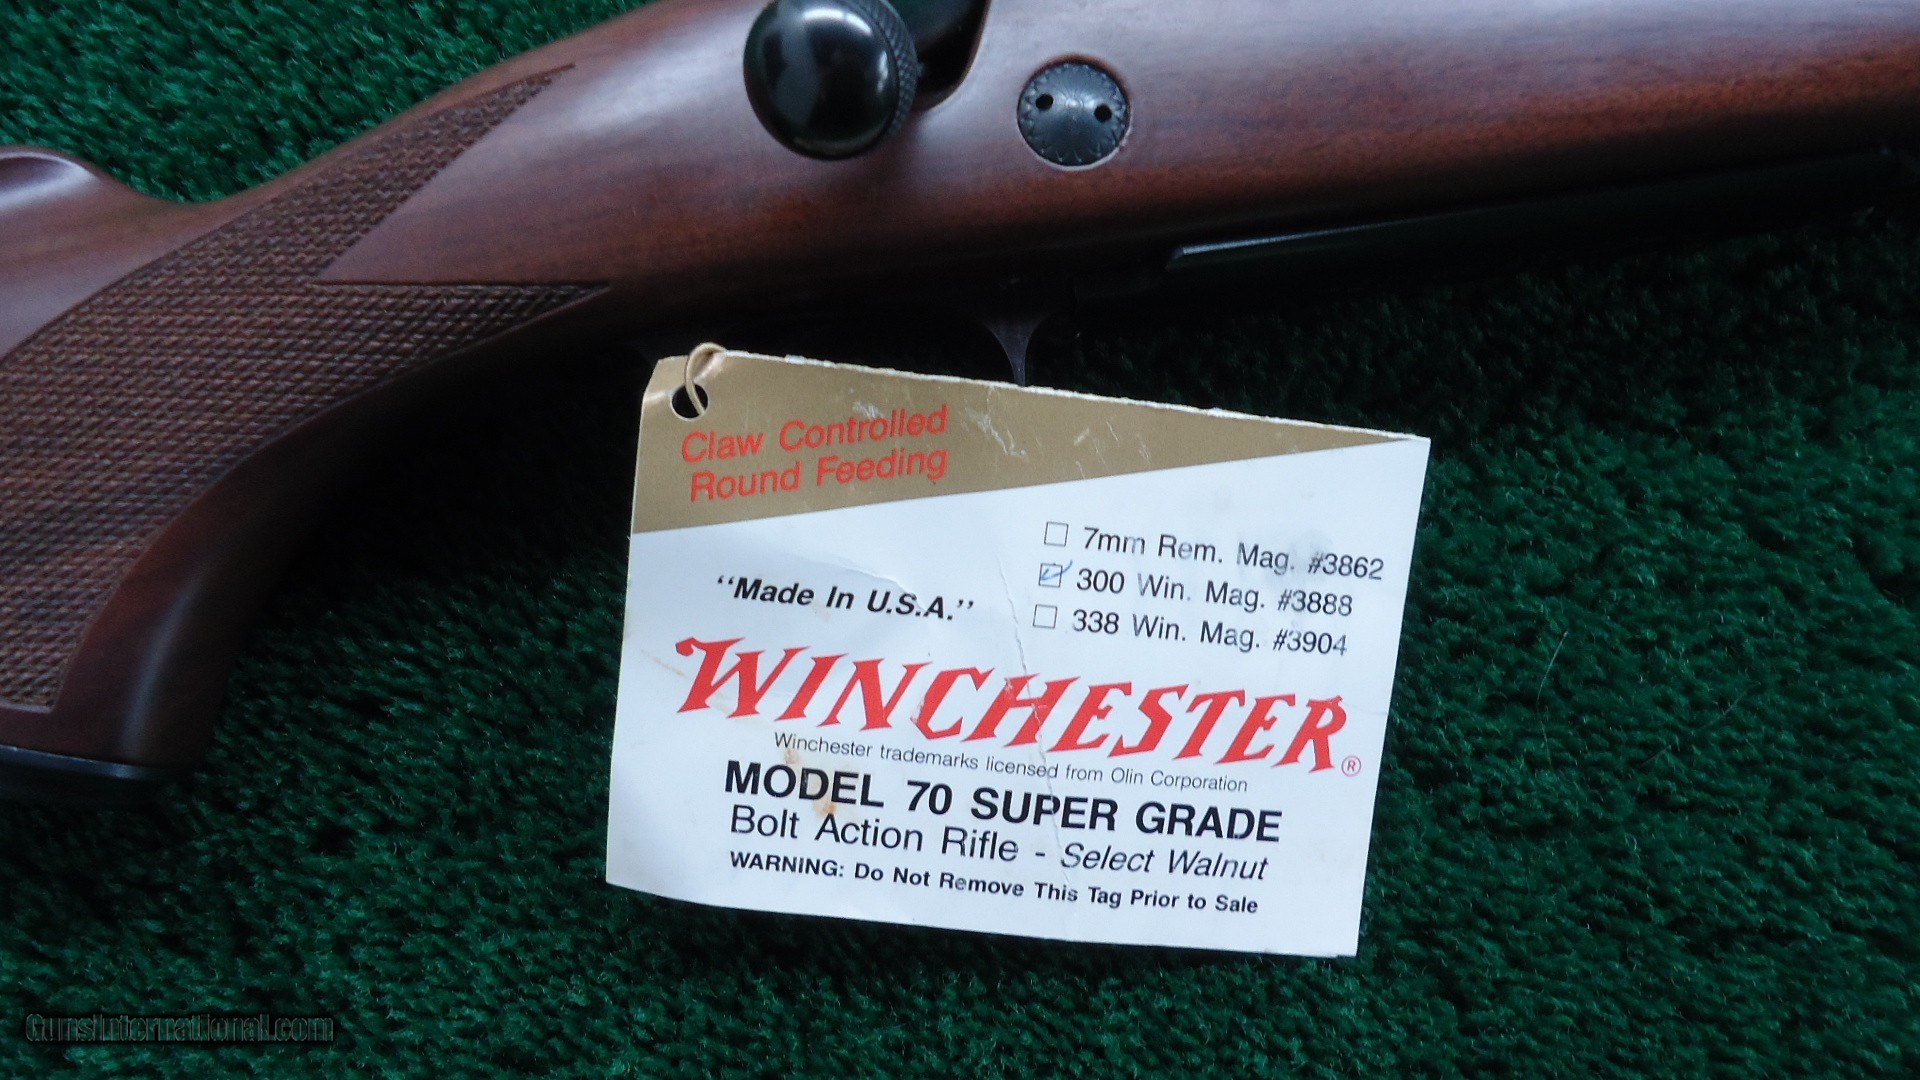 Claw Controlled
Round Feeding
7mm Rem. Mag. #3862
300 Win. Mag. #3888
338 Win. Mag. #3904
"Made In U.S.A."
WINCHESTER®
Winchester trademarks licensed from Olin Corporation
MODEL 70 SUPER GRADE
Bolt Action Rifle - Select Walnut
WARNING: Do Not Remove This Tag Prior to Sale
GunsInternational.com